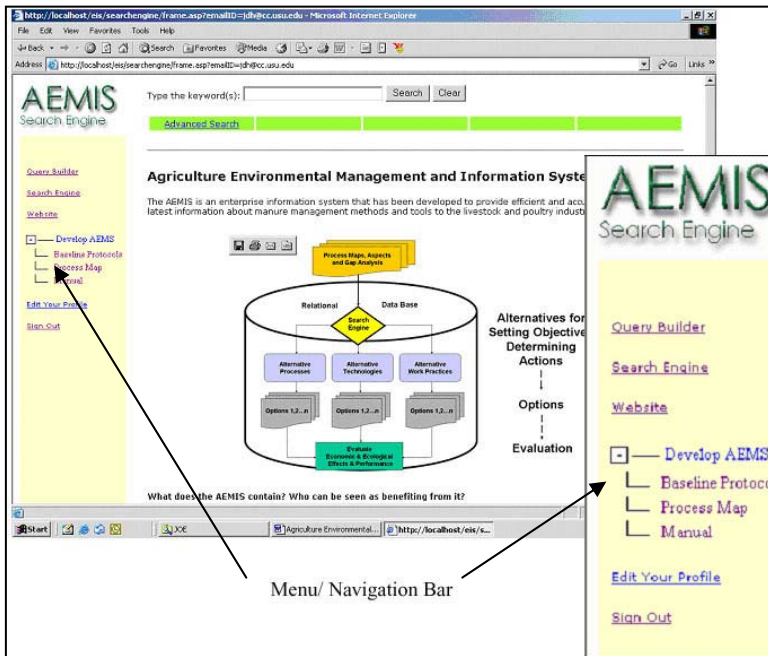 http://localhost/eis/searchengine/frame.asp?emailID=jdh@cc.usu.edu - Microsoft Internet Explorer
File Edit View Favorites Tools Help
Back Search Favorites Media
Address http://localhost/eis/searchengine/frame.asp?emailID=jdh@cc.usu.edu Go Links »
AEMIS
Search Engine
Type the keyword(s): Search Clear
Advanced Search
Query Builder
Search Engine
Website
Develop AEMS
Baseline Protocols
Process Map
Manual
Edit Your Profile
Sign Out
Agriculture Environmental Management and Information Syste
The AEMIS is an enterprise information system that has been developed to provide efficient and accu
latest information about manure management methods and tools to the livestock and poultry indust
Process Maps, Aspects
and Gap Analysis
Relational Data Base
Search
Engine
Alternative
Processes
Alternative
Technologies
Alternative
Work Practices
Options 1,2...n
Options 1,2...n
Options 1,2...n
Evaluate
Economic & Ecological
Effects & Performance
Alternatives for
Setting Objective
Determining
Actions
Options
Evaluation
What does the AEMIS contain? Who can be seen as benefiting from it?
Start JOE Agriculture Environmental... http://localhost/eis/s...
AEMIS
Search Engine
Query Builder
Search Engine
Website
Develop AEMS
Baseline Protoco
Process Map
Manual
Edit Your Profile
Sign Out
Menu/ Navigation Bar